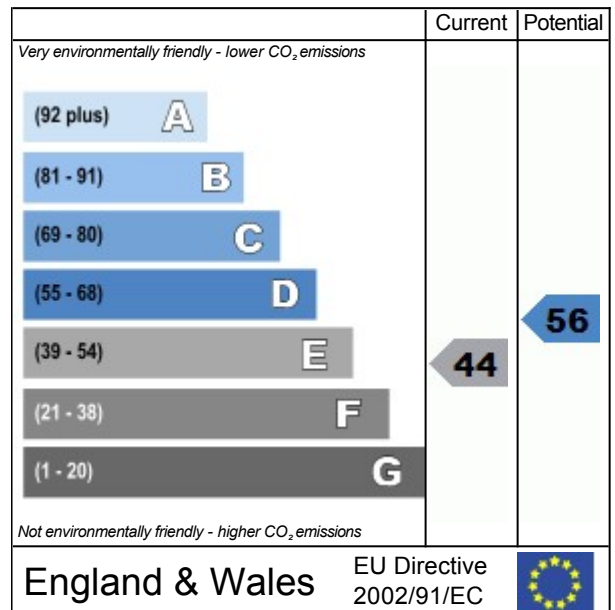 Current Potential
Very environmentally friendly - lower CO₂ emissions
(92 plus) A
(81 - 91) B
(69 - 80) C
(55 - 68) D
56
(39 - 54) E
44
(21 - 38) F
(1 - 20) G
Not environmentally friendly - higher CO₂ emissions
England & Wales
EU Directive
2002/91/EC